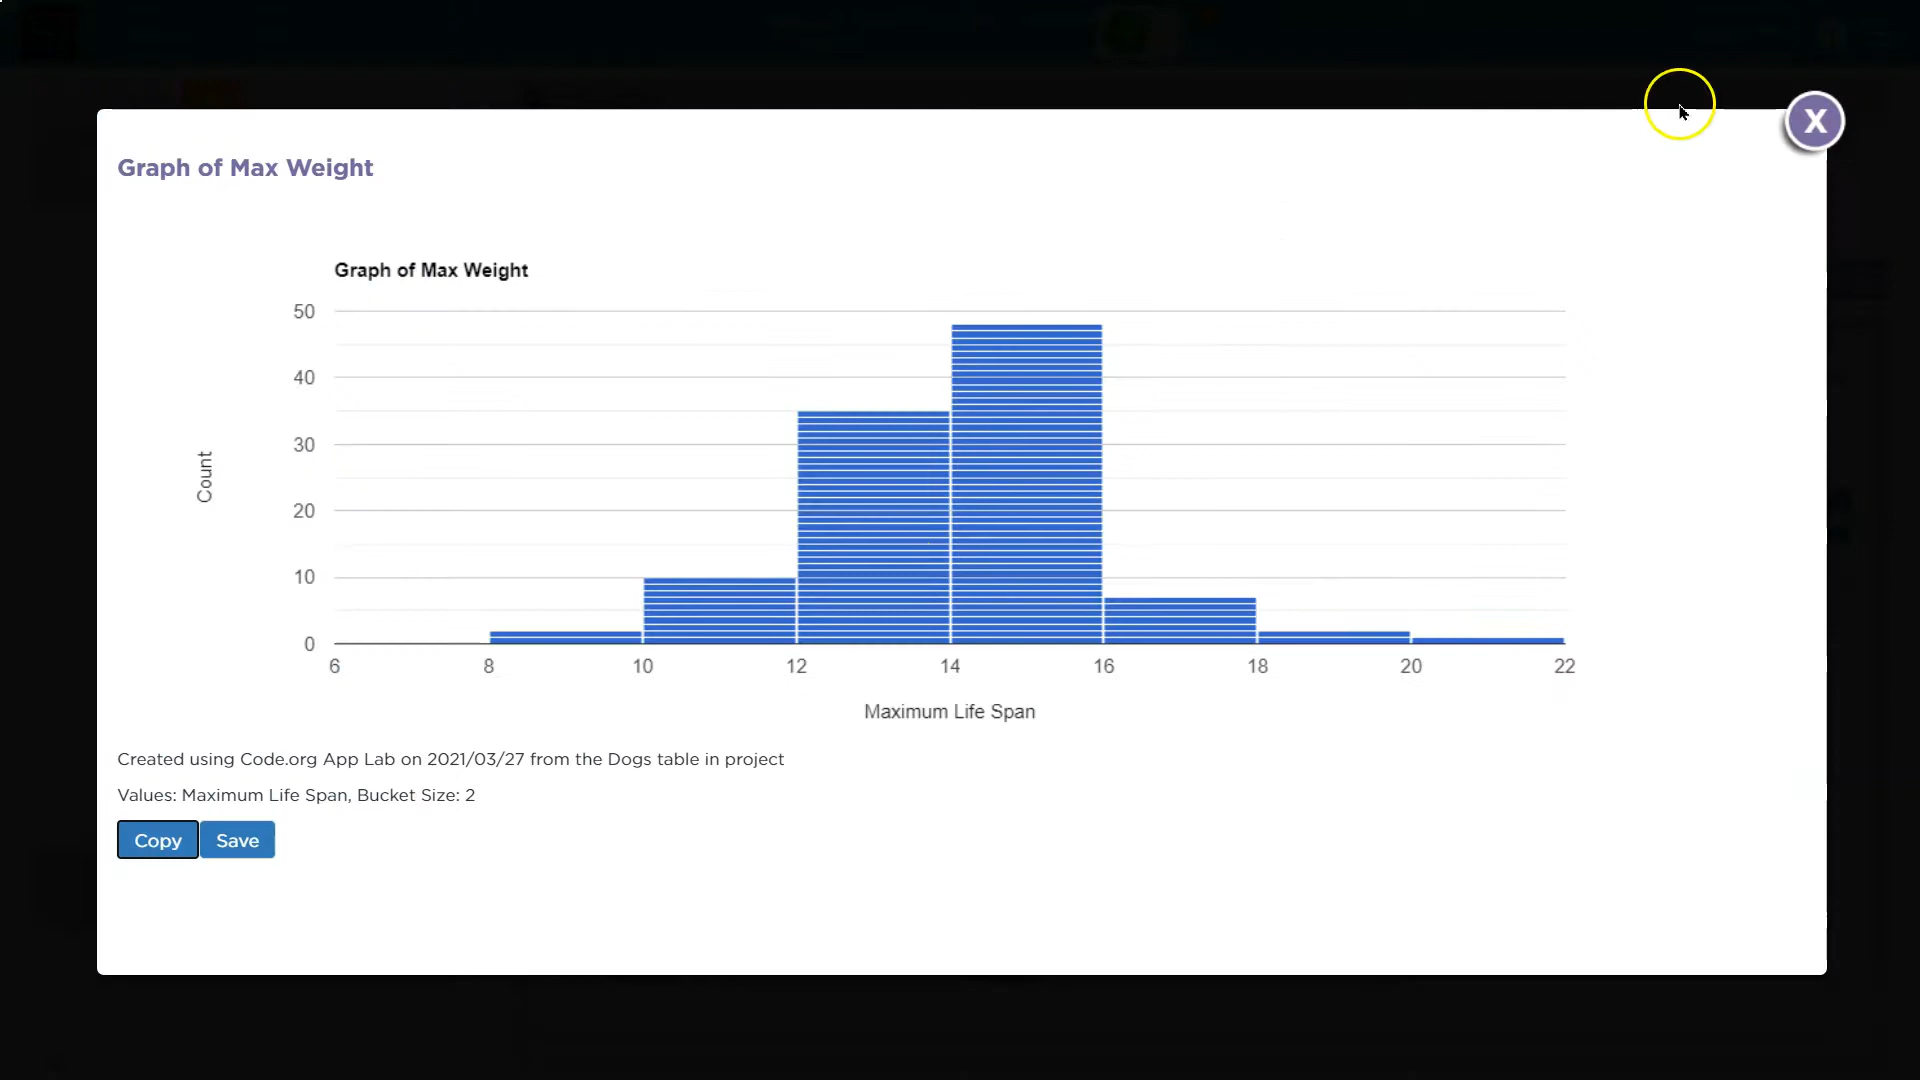 X
Graph of Max Weight
Graph of Max Weight
50
40
30
20
10
0
Count
6 8 10 12 14 16 18 20 22
Maximum Life Span
Created using Code.org App Lab on 2021/03/27 from the Dogs table in project
Values: Maximum Life Span, Bucket Size: 2
Copy Save